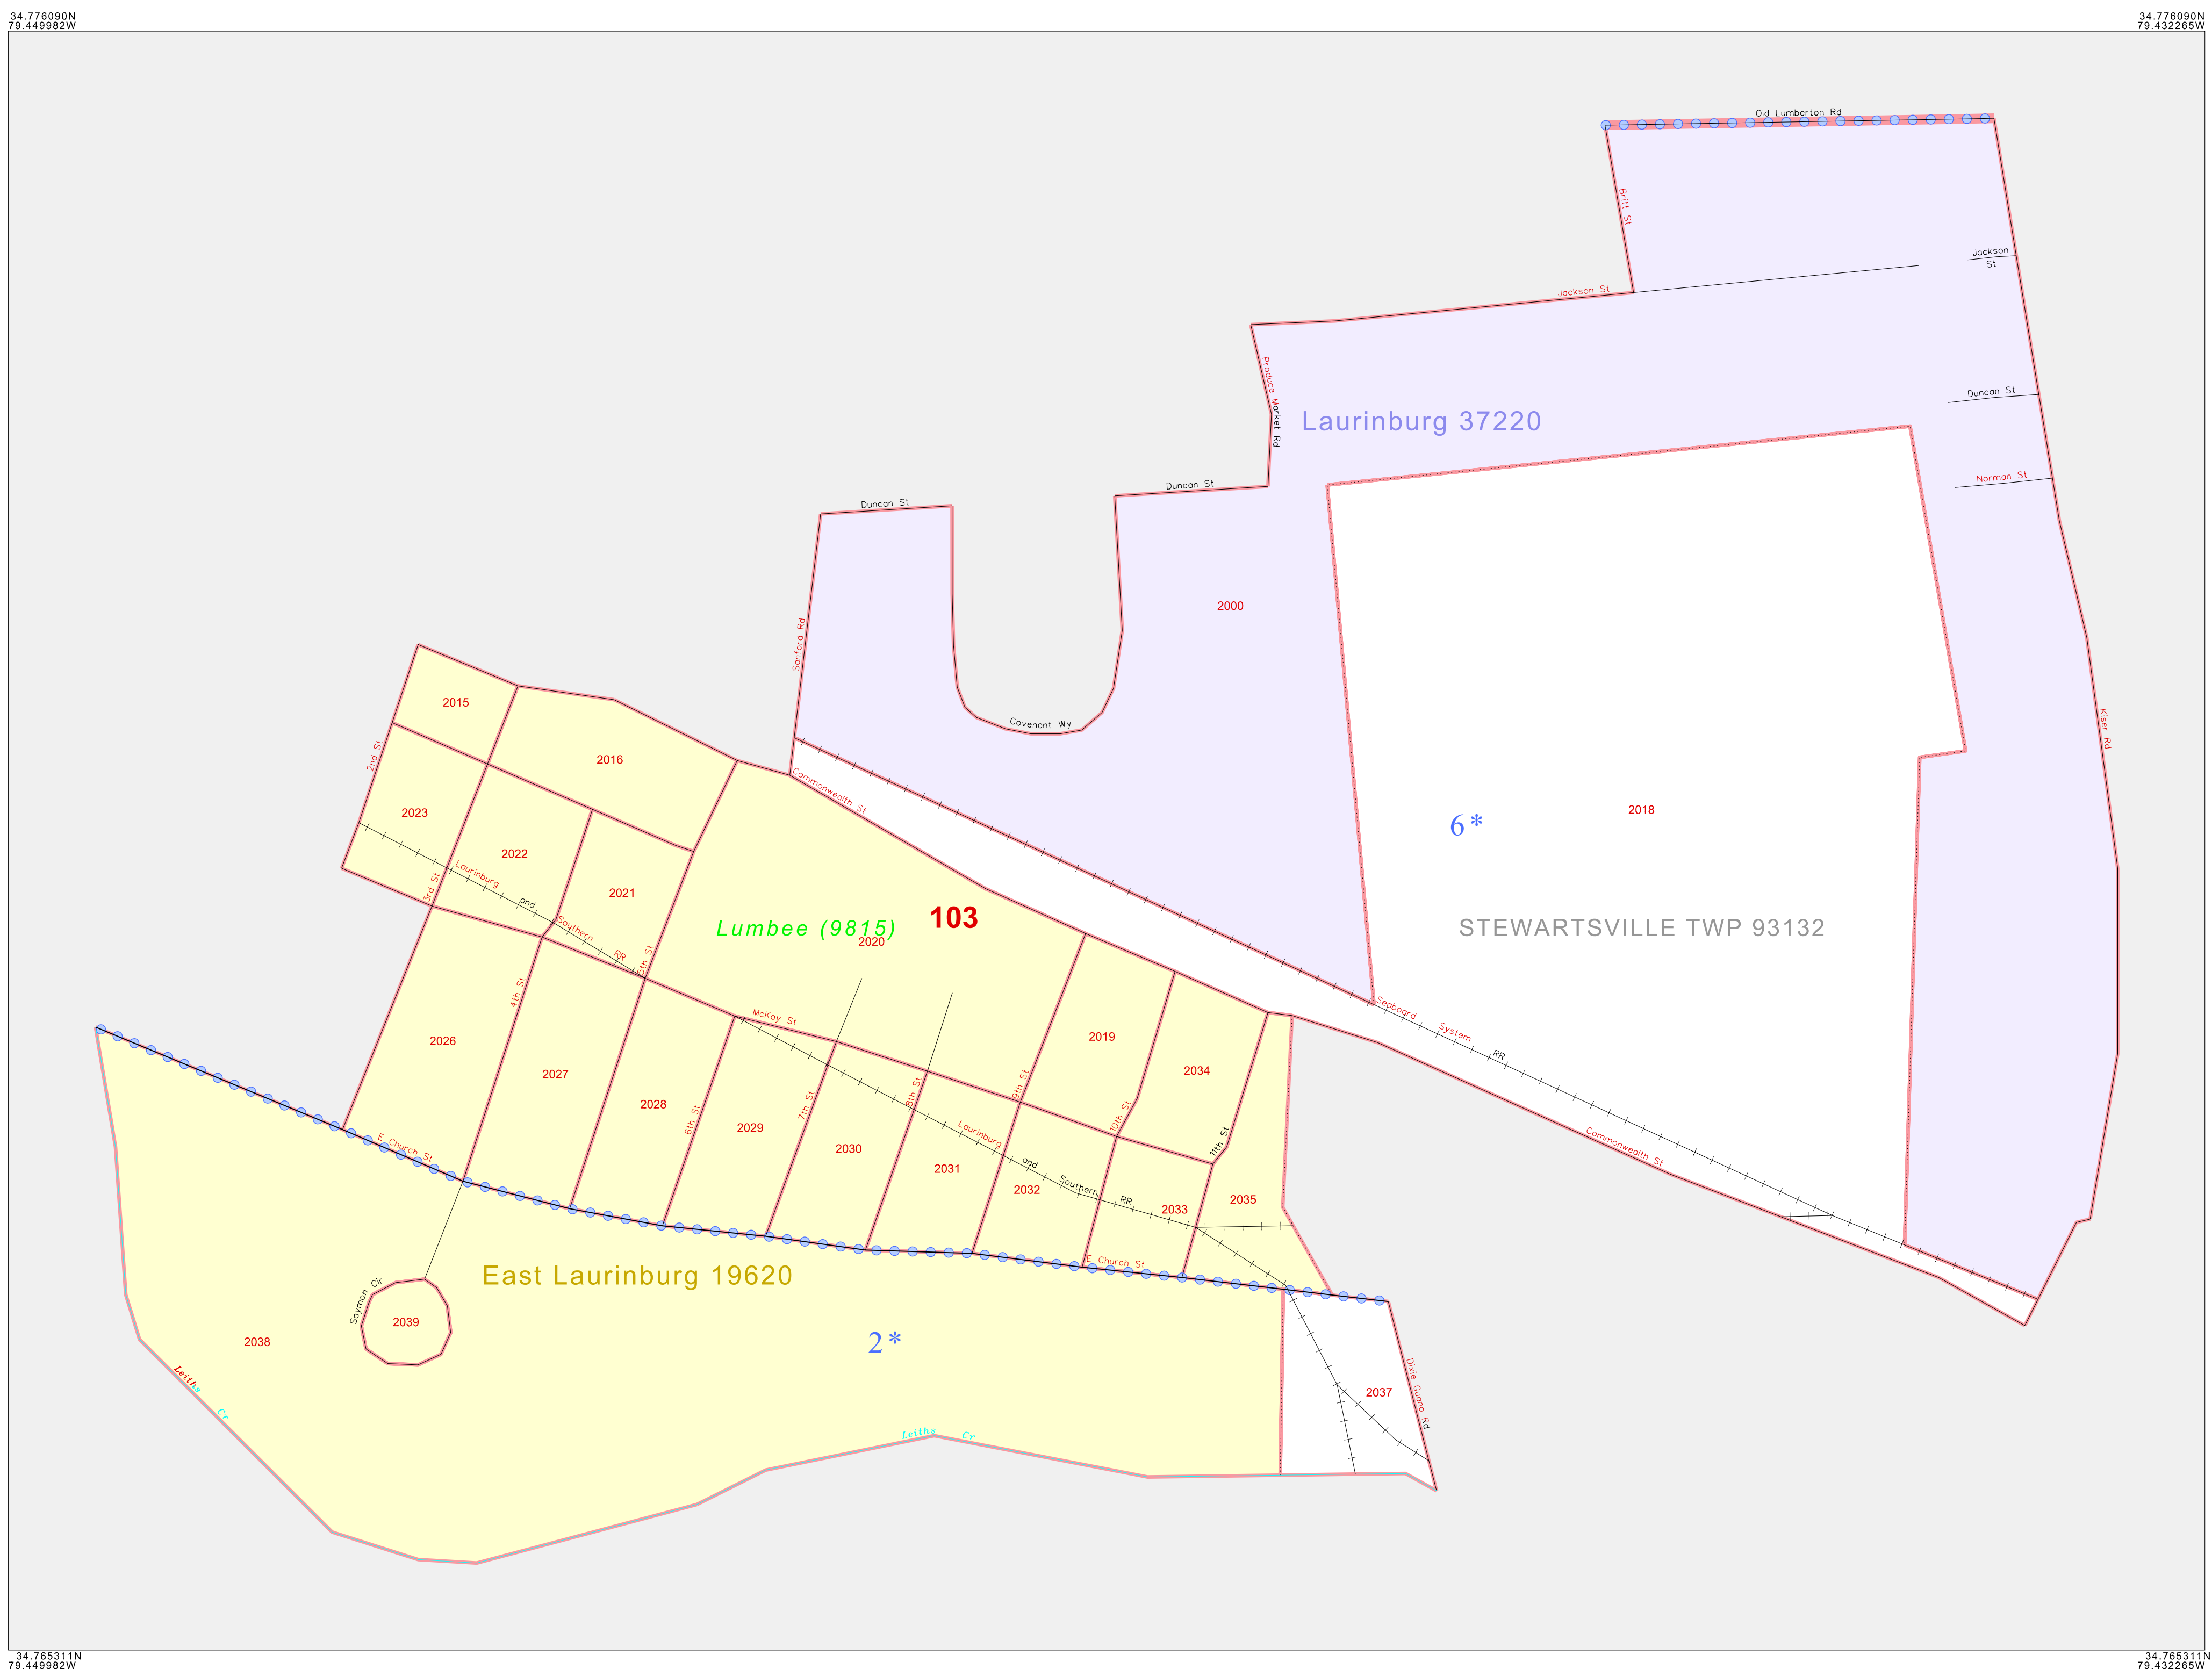 34.776090N
79.449982W
34.776090N
79.432265W
Old Lumberton Rd
Britt St
Jackson
St
Jackson St
Produce Market Rd
Duncan St
Laurinburg 37220
Norman St
Duncan St
Duncan St
2000
Sanford Rd
2015
Covenant Wy
Kiser Rd
2nd St
2016
Commonwealth St
2018
2023
6*
2022
Laurinburg and Southern RR
2021
3rd St
103
Lumbee (9815)
STEWARTSVILLE TWP 93132
2020
5th St
4th St
McKay St
Seaboard System RR
2026
2019
2027
2034
9th St
8th St
7th St
6th St
2028
10th St
2029
Laurinburg and Southern RR
11th St
E Church St
2030
2031
Commonwealth St
2032
2033
2035
E Church St
East Laurinburg 19620
Saymon Cir
2039
2038
2*
Leiths Cr
2037
Dixie Guano Rd
Leiths Cr
34.765311N
79.449982W
34.765311N
79.432265W